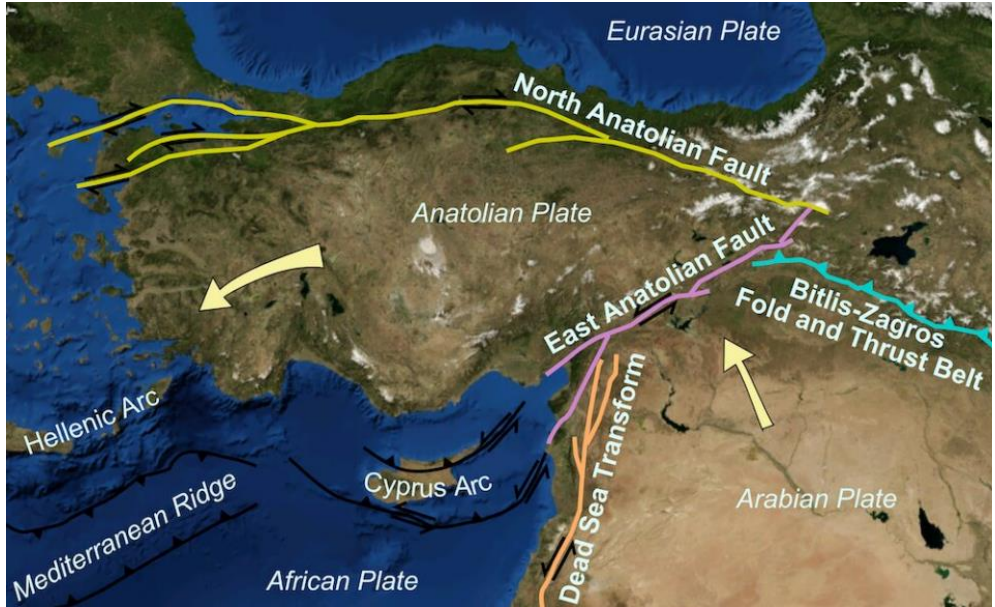 Eurasian Plate
North Anatolian Fault
Anatolian Plate
East Anatolian Fault
Bitlis-Zagros
Fold and Thrust Belt
Hellenic Arc
Cyprus Arc
Mediterranean Ridge
Dead Sea Transform
Arabian Plate
African Plate